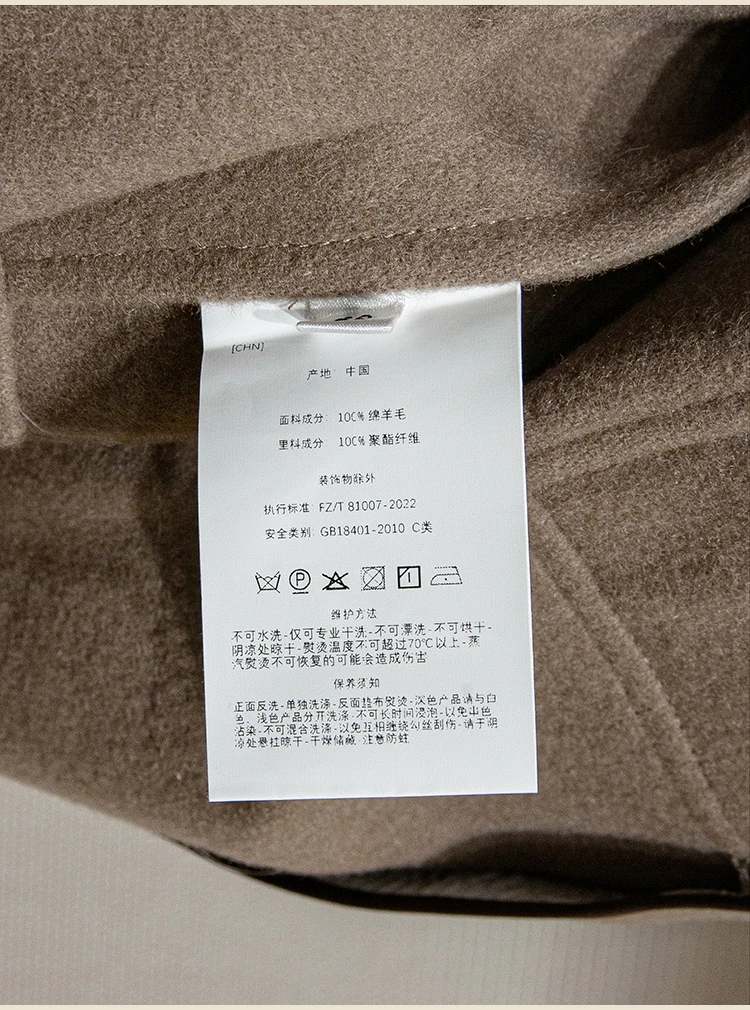 [CHN]
产地: 中国
面料成分: 100% 绵羊毛
里料成分: 100% 聚酯纤维
装饰物除外
执行标准: FZ/T 81007-2022
安全类别: GB18401-2010 C类
P
维护方法
不可水洗-仅可专业干洗-不可漂洗-不可烘干-
阴凉处晾干-熨烫温度不可超过70℃以上-蒸
汽熨烫不可恢复的可能会造成伤害
保养须知
正面反洗-单独洗涤-反面垫布熨烫-深色产品请与白
色、浅色产品分开洗涤-不可长时间浸泡-以免出色
沾染-不可混合洗涤-以免互相缠绕勾丝刮伤-请于阴
凉处悬挂晾干-干燥储藏-注意防蛀